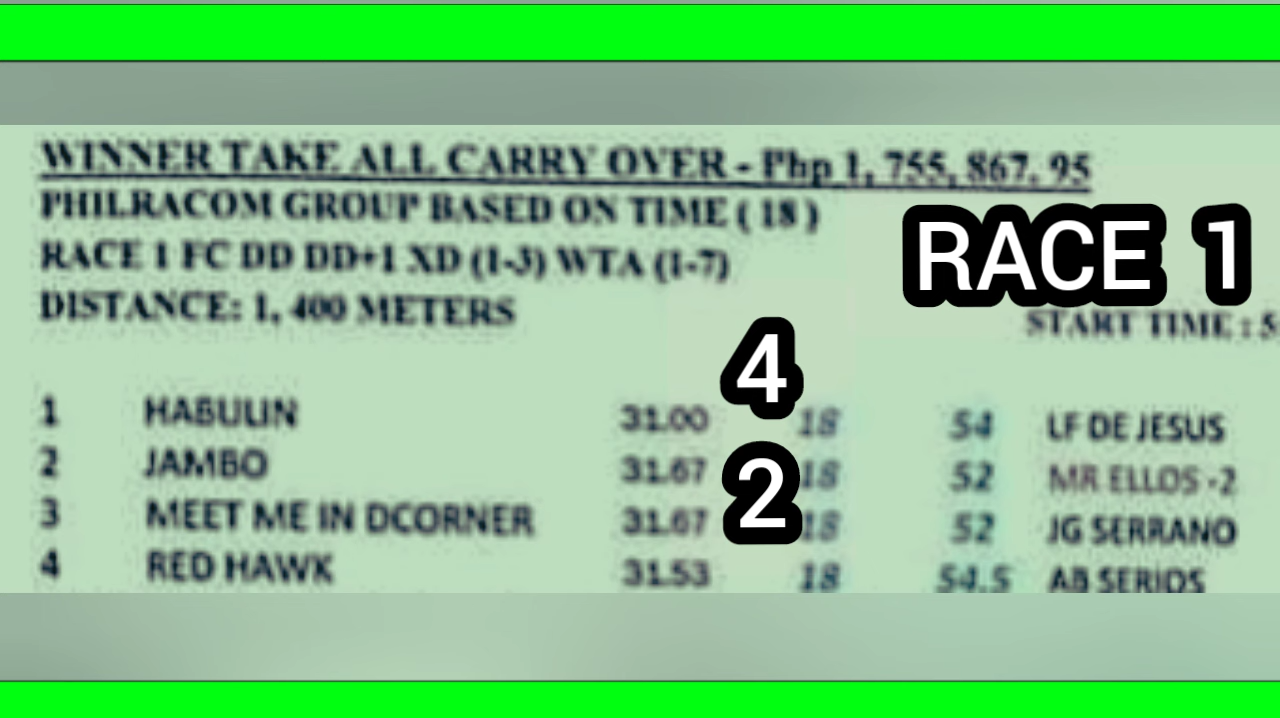 WINNER TAKE ALL CARRY OVER - Php 1, 755, 867. 95
PHILRACOM GROUP BASED ON TIME ( 18 )
RACE 1 FC DD DD+1 XD (1-3) WTA (1-7)
RACE 1
DISTANCE: 1, 400 METERS
START TIME : 5
4
1 HABULIN 31.00 18 54 LF DE JESUS
2 JAMBO 31.67 18 52 MR ELLOS -2
2
3 MEET ME IN DCORNER 31.67 18 52 JG SERRANO
4 RED HAWK 31.53 18 54.5 AB SERIOS